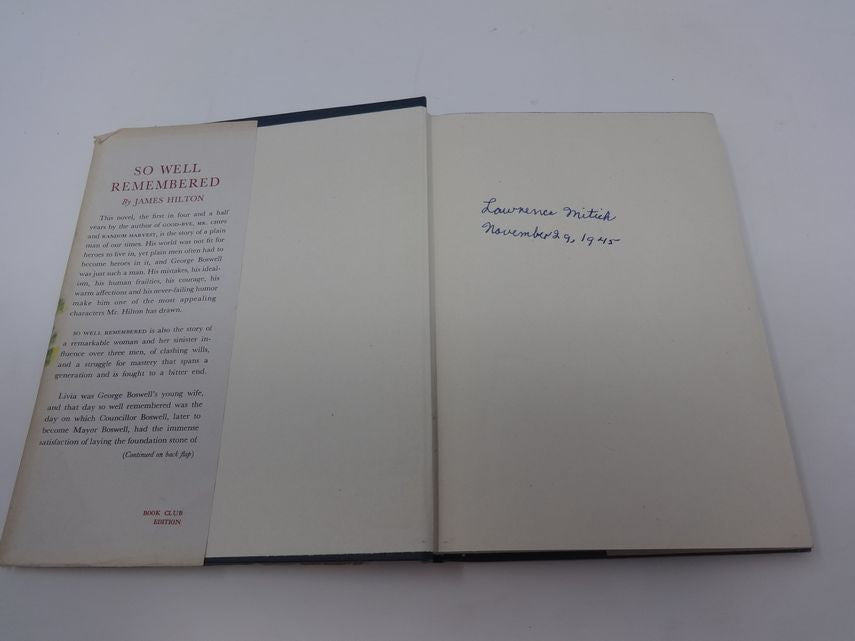 SO WELL
REMEMBERED
By JAMES HILTON
This novel, the first in four and a half
years by the author of GOOD-BYE, MR. CHIPS
and RANDOM HARVEST, is the story of a plain
man of our times. His world was not fit for
heroes to live in, yet plain men often had to
become heroes in it, and George Boswell
was just such a man. His mistakes, his ideal-
ism, his human frailties, his courage, his
warm affections and his never-failing humor
make him one of the most appealing
characters Mr. Hilton has drawn.
SO WELL REMEMBERED is also the story of
a remarkable woman and her sinister in-
fluence over three men, of clashing wills,
and a struggle for mastery that spans a
generation and is fought to a bitter end.
Livia was George Boswell's young wife,
and that day so well remembered was the
day on which Councillor Boswell, later to
become Mayor Boswell, had the immense
satisfaction of laying the foundation stone of
(Continued on back flap)
BOOK CLUB
EDITION
Lawrence Mitich
November 29, 1945